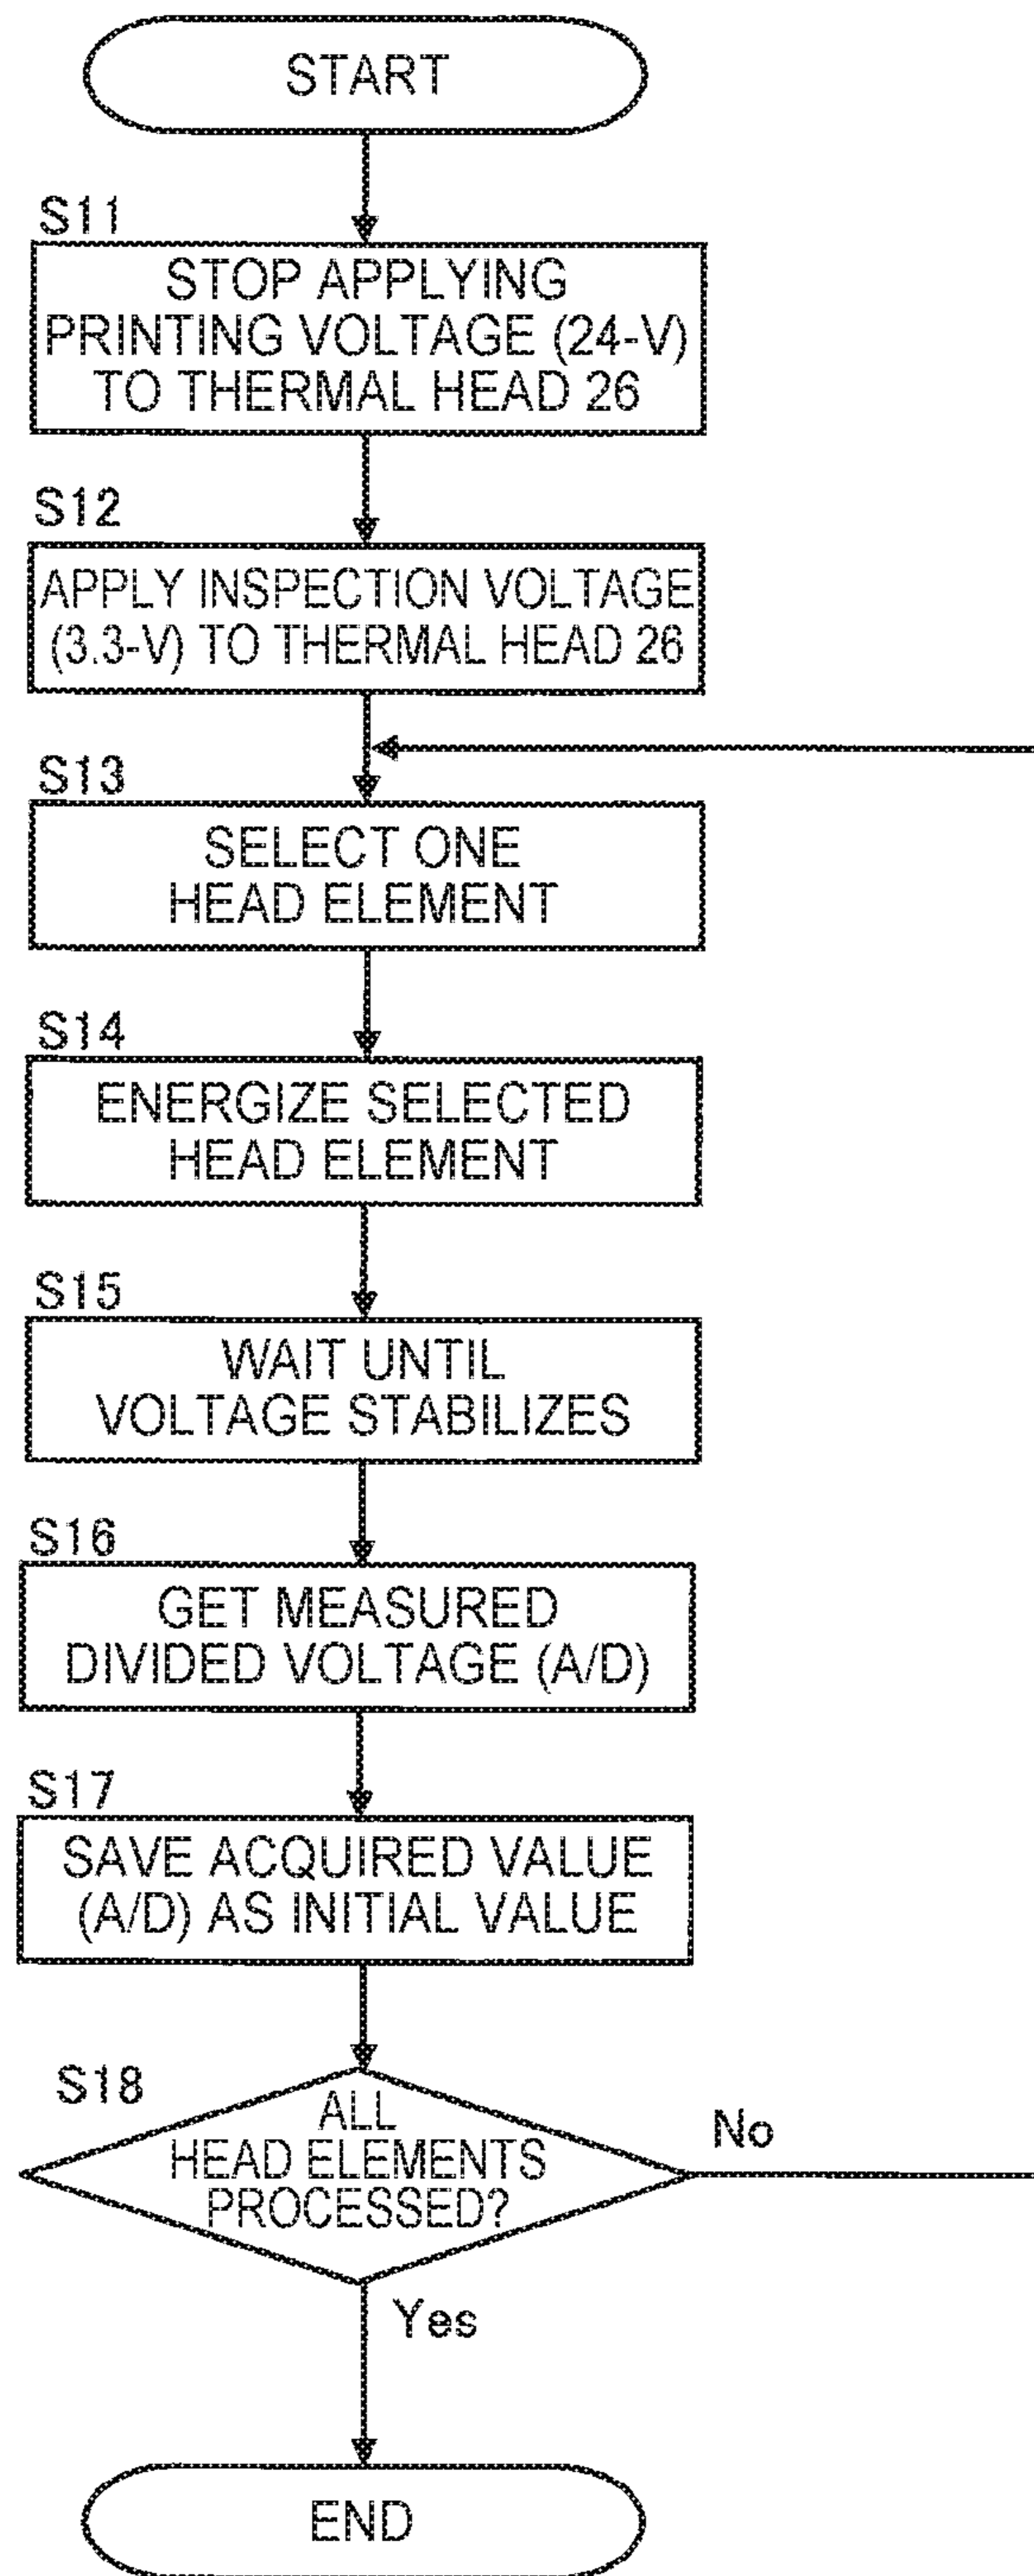 START
S11
STOP APPLYING
PRINTING VOLTAGE (24-V)
TO THERMAL HEAD 26
S12
APPLY INSPECTION VOLTAGE
(3.3-V) TO THERMAL HEAD 26
S13
SELECT ONE
HEAD ELEMENT
S14
ENERGIZE SELECTED
HEAD ELEMENT
S15
WAIT UNTIL
VOLTAGE STABILIZES
S16
GET MEASURED
DIVIDED VOLTAGE (A/D)
S17
SAVE ACQUIRED VALUE
(A/D) AS INITIAL VALUE
S18
ALL
HEAD ELEMENTS
PROCESSED?
No
Yes
END